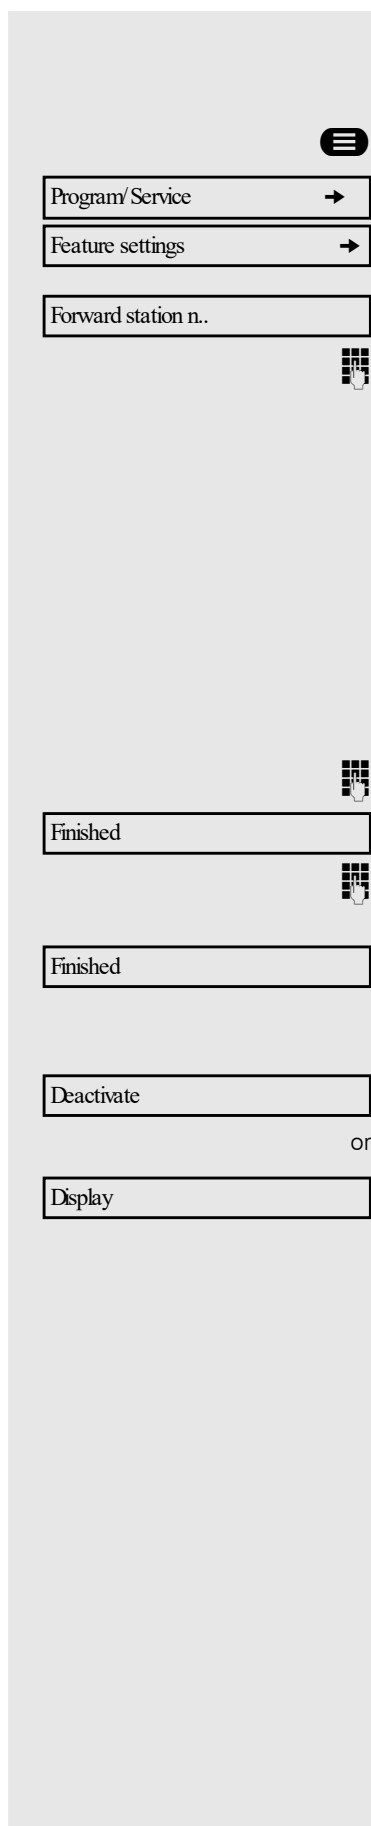 Program/Service
Feature settings
Forward station n..
Finished
Finished
Deactivate
or
Display